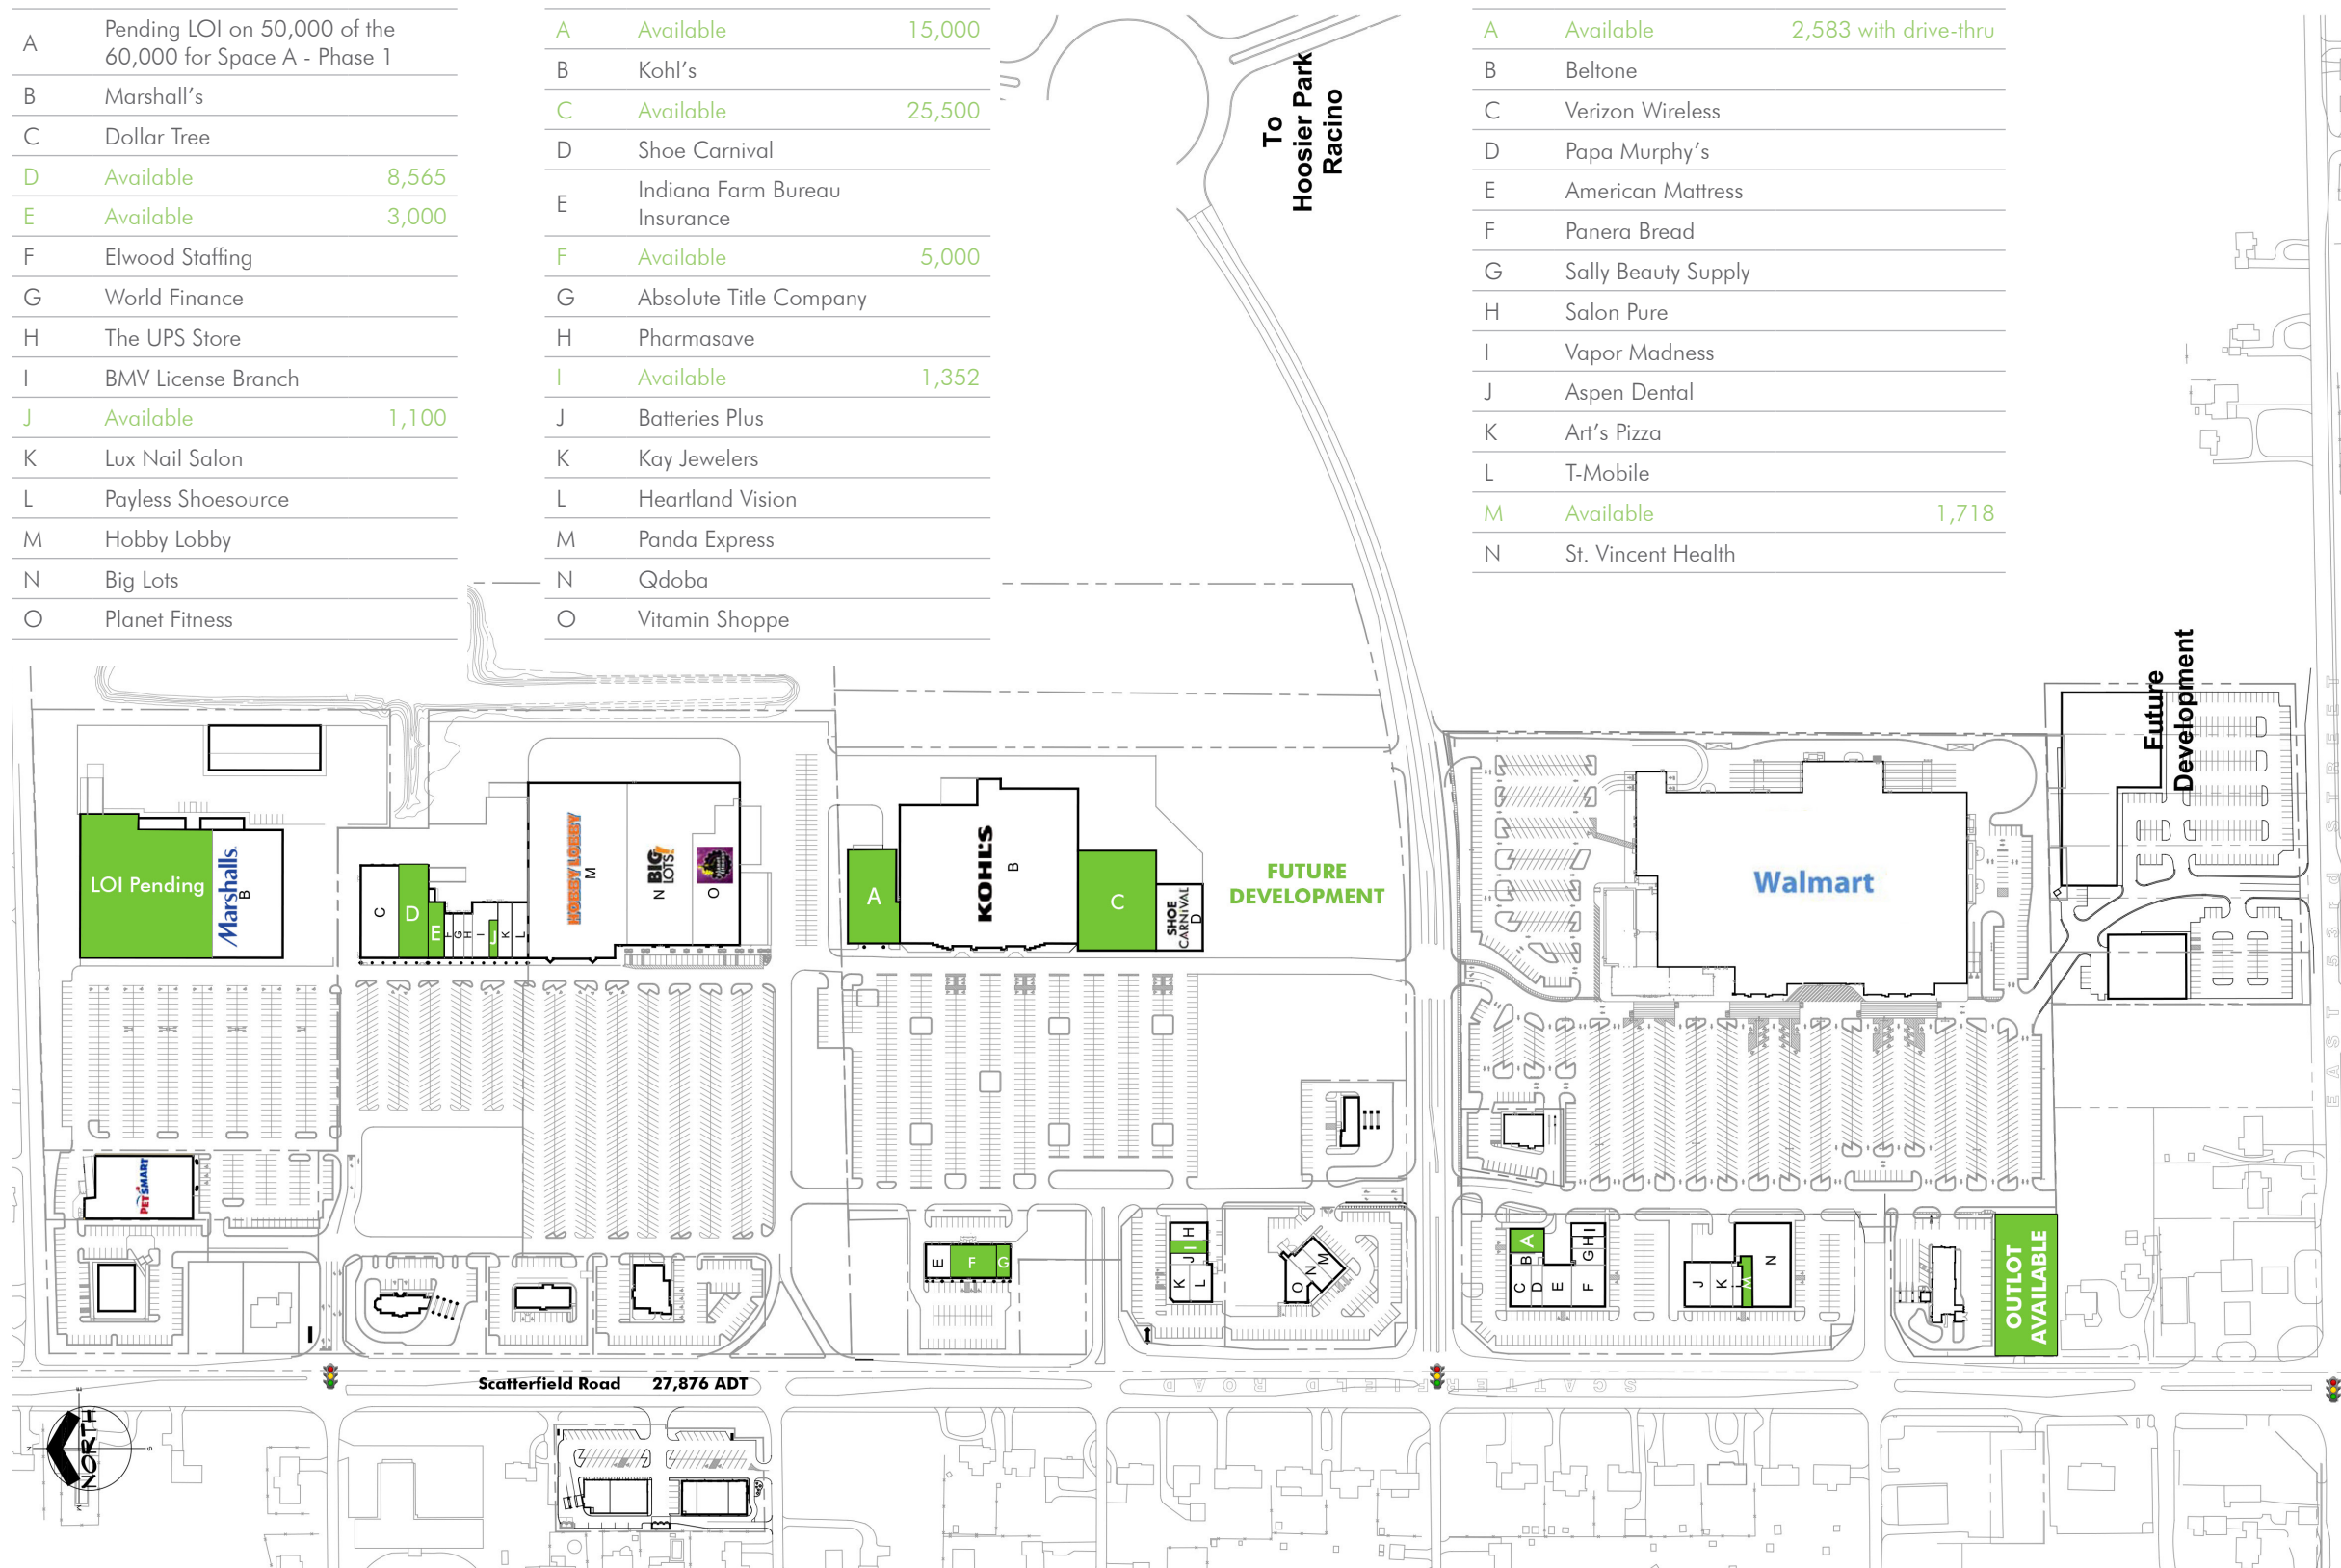 A Pending LOI on 50,000 of the
60,000 for Space A - Phase 1
B Marshall's
C Dollar Tree
D Available 8,565
E Available 3,000
F Elwood Staffing
G World Finance
H The UPS Store
I BMV License Branch
J Available 1,100
K Lux Nail Salon
L Payless Shoesource
M Hobby Lobby
N Big Lots
O Planet Fitness
A Available 15,000
B Kohl's
C Available 25,500
D Shoe Carnival
E Indiana Farm Bureau
Insurance
F Available 5,000
G Absolute Title Company
H Pharmasave
I Available 1,352
J Batteries Plus
K Kay Jewelers
L Heartland Vision
M Panda Express
N Qdoba
O Vitamin Shoppe
To
Hoosier Park
Racino
A Available 2,583 with drive-thru
B Beltone
C Verizon Wireless
D Papa Murphy's
E American Mattress
F Panera Bread
G Sally Beauty Supply
H Salon Pure
I Vapor Madness
J Aspen Dental
K Art's Pizza
L T-Mobile
M Available 1,718
N St. Vincent Health
LOI Pending
Marshalls.
B
C
D
E
F
G
H
I
J
K
L
HOBBY LOBBY
M
BIG
LOTS!
N
O
A
KOHL'S
B
C
SHOE
CARNIVAL
D
FUTURE
DEVELOPMENT
Walmart
Future
Development
EAST 53rd STREET
PETSMART
E
F
G
H
I
J
K
L
M
N
O
A
B
C
D
E
F
G
H
I
J
K
M
N
OUTLOT
AVAILABLE
Scatterfield Road 27,876 ADT
SCATTERFIELD ROAD
NORTH